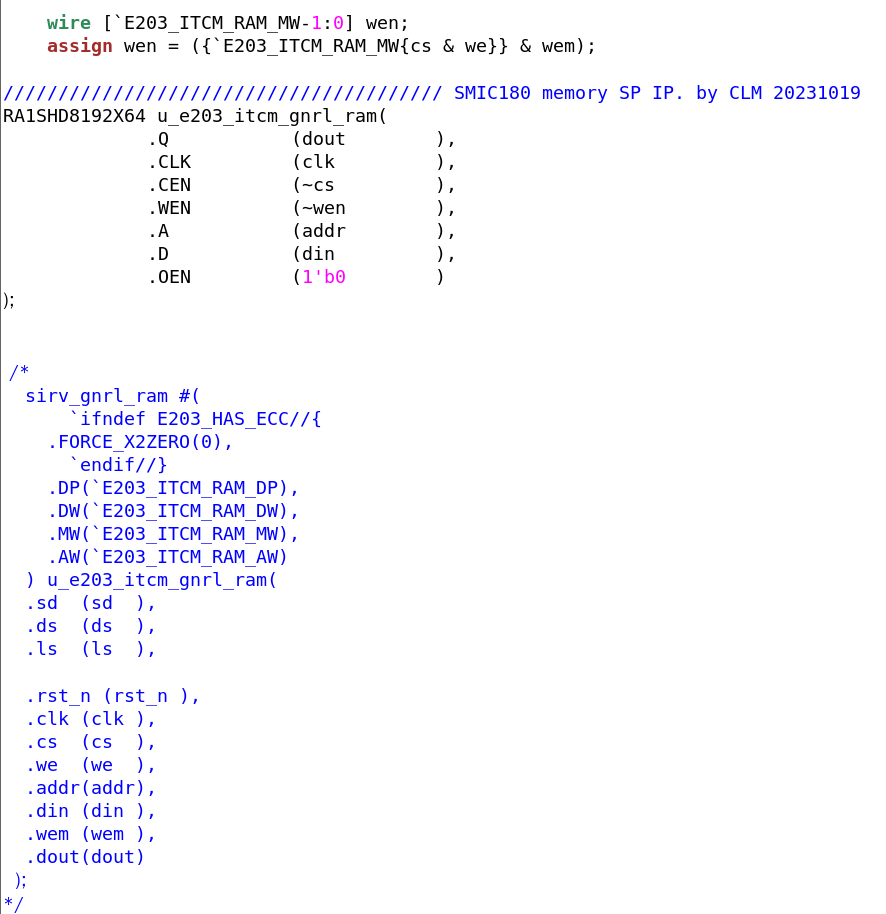 wire [`E203_ITCM_RAM_MW-1:0] wen;
assign wen = ({`E203_ITCM_RAM_MW{cs & we}} & wem);
//////////////////////////////////////// SMIC180 memory SP IP. by CLM 20231019
RA1SHD8192X64 u_e203_itcm_gnrl_ram(
.Q (dout ),
.CLK (clk ),
.CEN (~cs ),
.WEN (~wen ),
.A (addr ),
.D (din ),
.OEN (1'b0 )
);
/*
sirv_gnrl_ram #(
`ifndef E203_HAS_ECC//{
.FORCE_X2ZERO(0),
`endif//}
.DP(`E203_ITCM_RAM_DP),
.DW(`E203_ITCM_RAM_DW),
.MW(`E203_ITCM_RAM_MW),
.AW(`E203_ITCM_RAM_AW)
) u_e203_itcm_gnrl_ram(
.sd (sd ),
.ds (ds ),
.ls (ls ),
.rst_n (rst_n ),
.clk (clk ),
.cs (cs ),
.we (we ),
.addr(addr),
.din (din ),
.wem (wem ),
.dout(dout)
);
*/